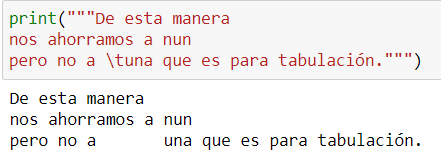 print("""De esta manera
nos ahorramos a nun
pero no a \tuna que es para tabulación.""")
De esta manera
nos ahorramos a nun
pero no a       una que es para tabulación.